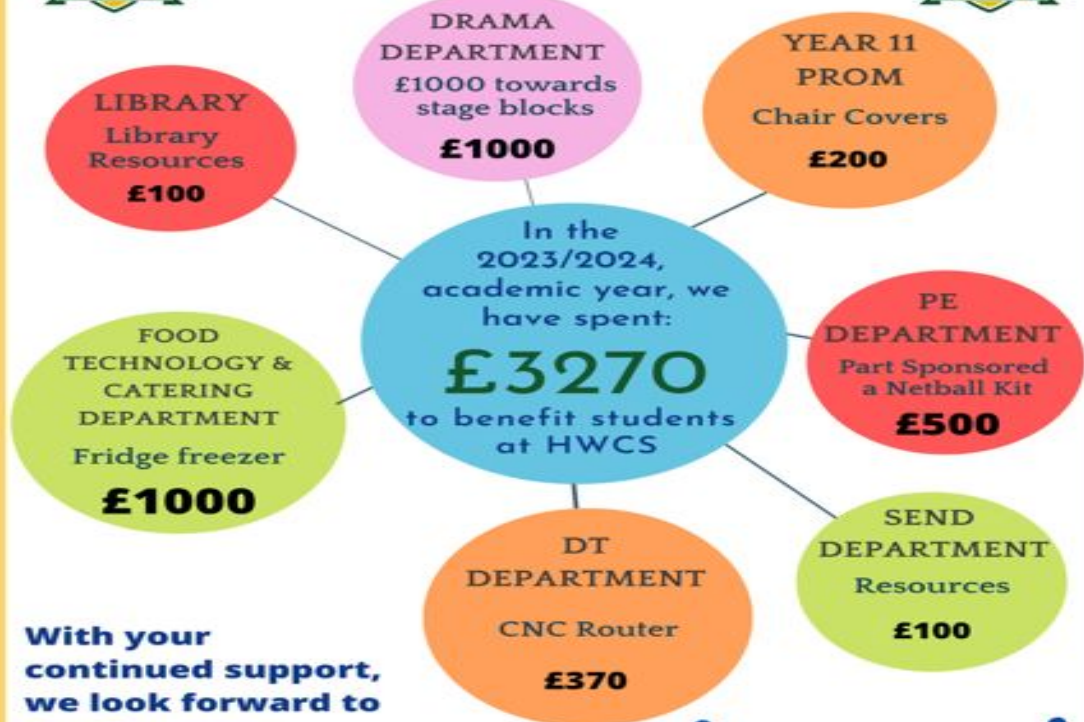 DRAMA
DEPARTMENT
£1000 towards
stage blocks
£1000
YEAR 11
PROM
Chair Covers
£200
LIBRARY
Library
Resources
£100
In the
2023/2024,
academic year, we
have spent:
£3270
to benefit students
at HWCS
PE
DEPARTMENT
Part Sponsored
a Netball Kit
£500
FOOD
TECHNOLOGY &
CATERING
DEPARTMENT
Fridge freezer
£1000
SEND
DEPARTMENT
Resources
£100
DT
DEPARTMENT
CNC Router
£370
With your
continued support,
we look forward to